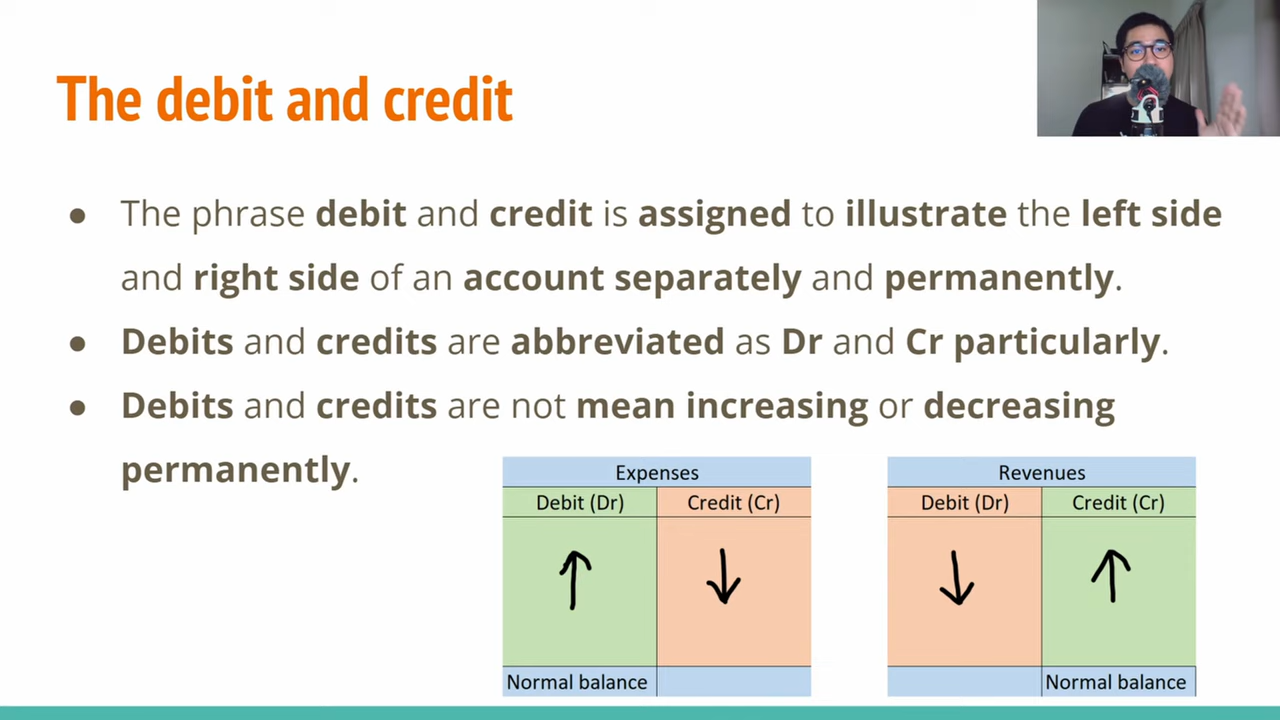 The debit and credit
● The phrase debit and credit is assigned to illustrate the left side
and right side of an account separately and permanently.
● Debits and credits are abbreviated as Dr and Cr particularly.
● Debits and credits are not mean increasing or decreasing
permanently.
Expenses
Debit (Dr) Credit (Cr)
Normal balance
Revenues
Debit (Dr) Credit (Cr)
Normal balance